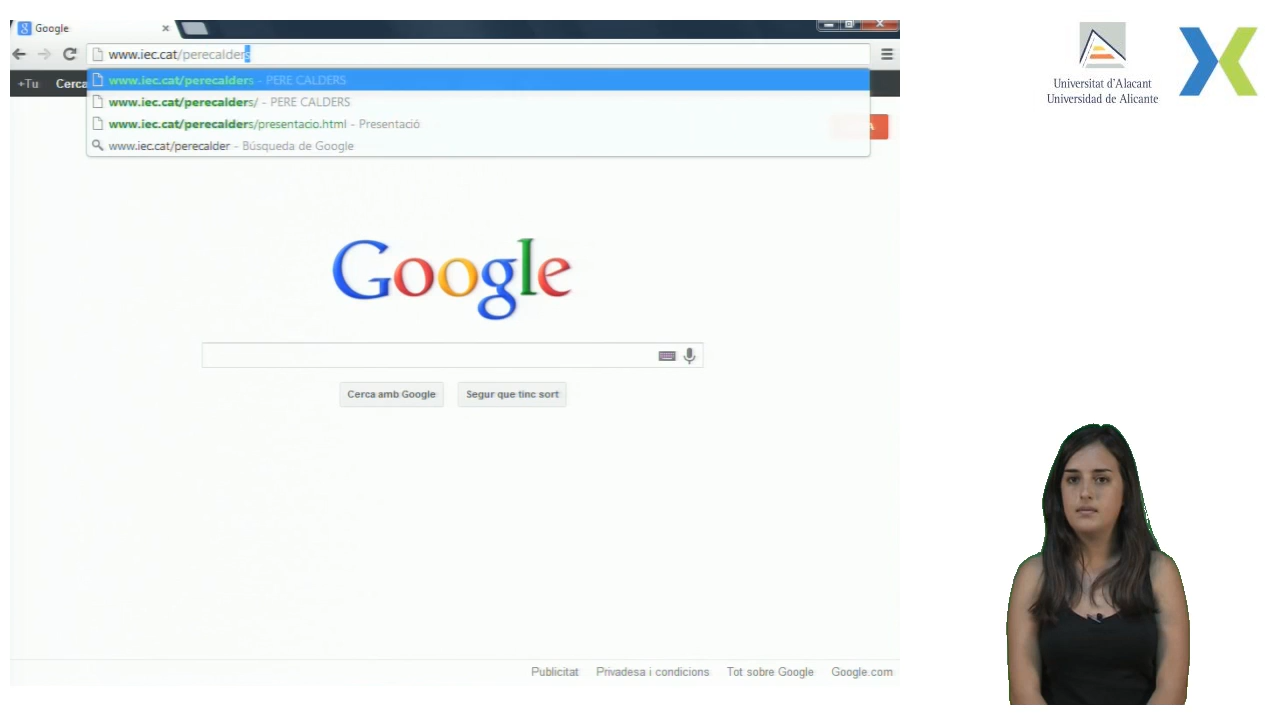 Google
www.iec.cat/perecalders
+Tu Cerca
www.iec.cat/perecalders - PERE CALDERS
www.iec.cat/perecalders/ - PERE CALDERS
www.iec.cat/perecalders/presentacio.html - Presentació
www.iec.cat/perecalder - Búsqueda de Google
Google
Cerca amb Google
Segur que tinc sort
Publicitat Privadesa i condicions Tot sobre Google Google.com
Universitat d'Alacant
Universidad de Alicante